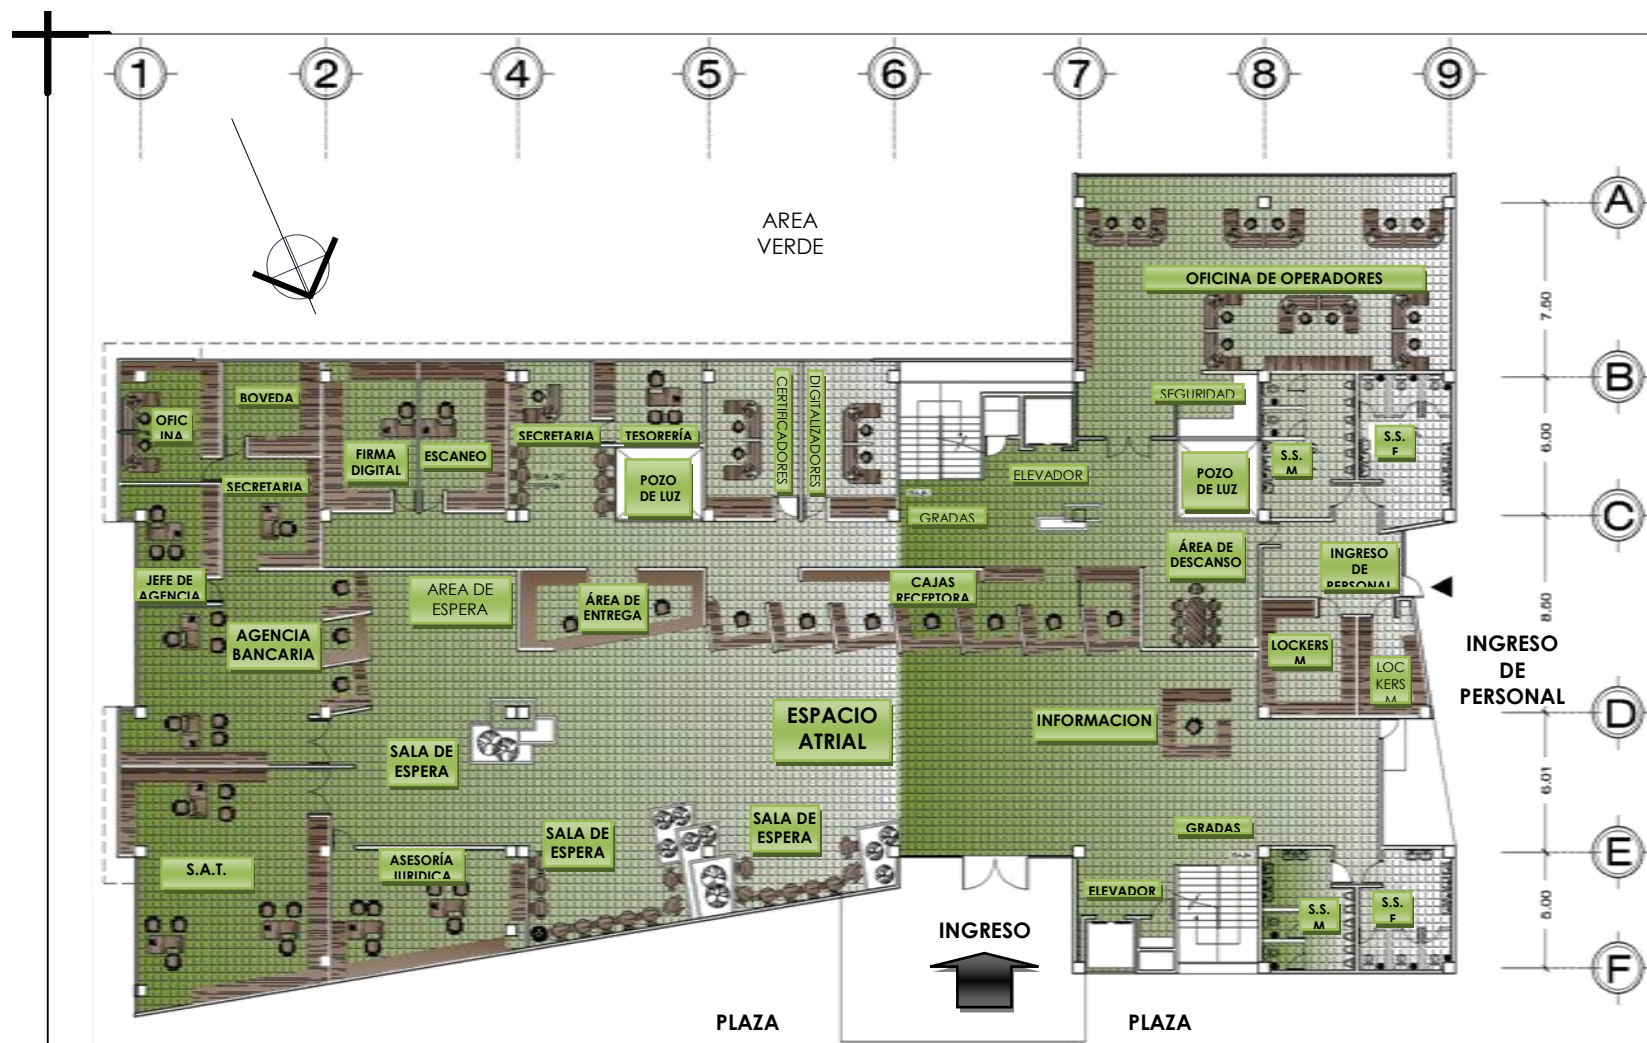 1 2 4 5 6 7 8 9
A
AREA
VERDE
OFICINA DE OPERADORES
7.60
B
BOVEDA
CERTIFICADORES
DIGITALIZADORES
SEGURIDAD
OFIC
INA
SECRETARIA
TESORERÍA
S.S.
F
6.00
FIRMA
DIGITAL
ESCANEO
S.S.
M
ELEVADOR
POZO
DE LUZ
POZO
DE LUZ
SECRETARIA
GRADAS
C
ÁREA DE
DESCANSO
INGRESO
DE
PERSONAL
JEFE DE
AGENCIA
AREA DE
ESPERA
ÁREA DE
ENTREGA
CAJAS
RECEPTORA
8.60
AGENCIA
BANCARIA
LOCKERS
M
LOC
KERS
M
INGRESO
DE
PERSONAL
ESPACIO
ATRIAL
INFORMACION
D
SALA DE
ESPERA
6.01
SALA DE
ESPERA
SALA DE
ESPERA
GRADAS
E
S.A.T.
ASESORÍA
JURIDICA
ELEVADOR
5.00
S.S.
M
S.S.
F
INGRESO
F
PLAZA
PLAZA